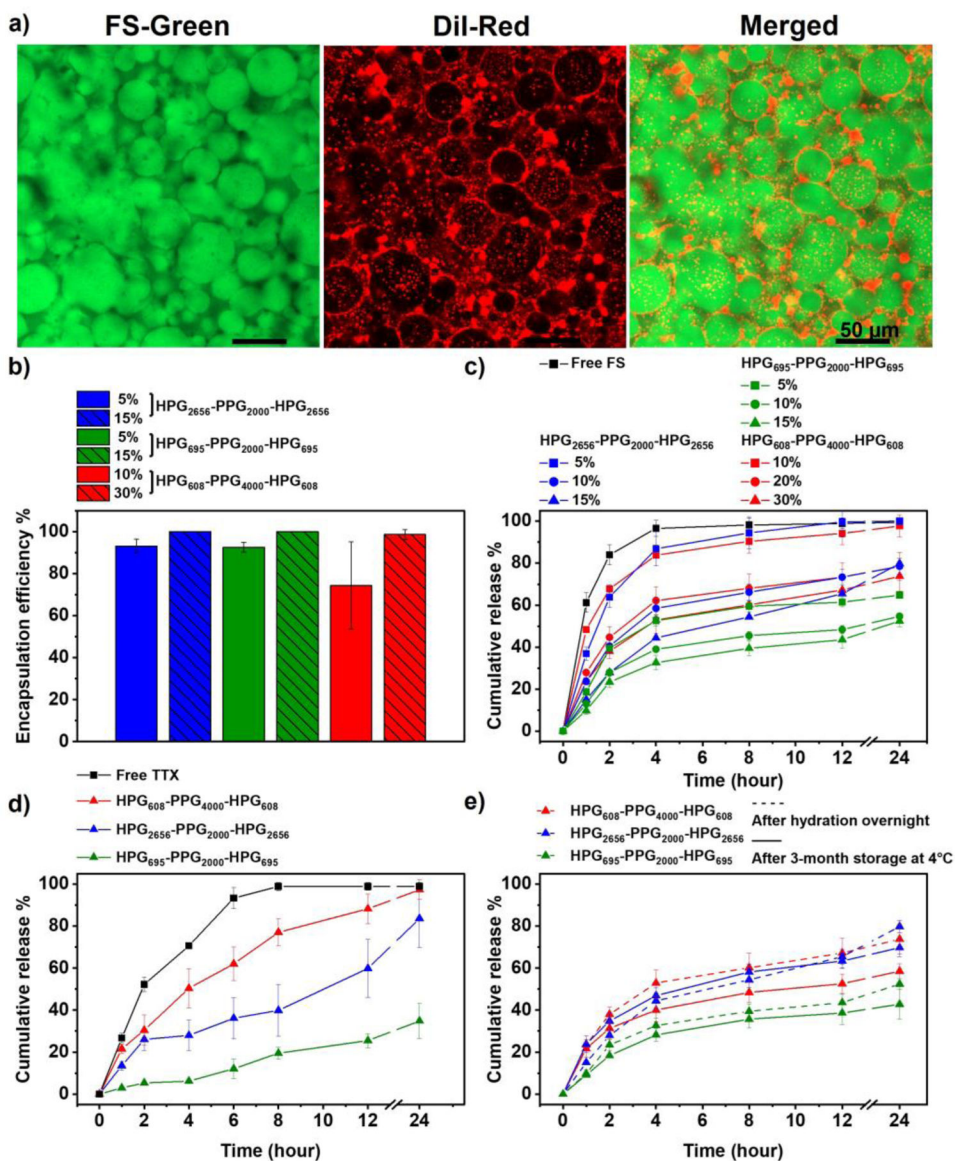 a) FS-Green DiI-Red Merged
50 µm
b)
5%
15%
HPG2656-PPG2000-HPG2656
5%
15%
HPG695-PPG2000-HPG695
10%
30%
HPG608-PPG4000-HPG608
Encapsulation efficiency %
100
80
60
40
20
0
c)
Free FS
HPG695-PPG2000-HPG695
5%
10%
15%
HPG2656-PPG2000-HPG2656
5%
10%
15%
HPG608-PPG4000-HPG608
10%
20%
30%
Cumulative release %
100
80
60
40
20
0
0 2 4 6 8 10 12 24
Time (hour)
d)
Free TTX
HPG608-PPG4000-HPG608
HPG2656-PPG2000-HPG2656
HPG695-PPG2000-HPG695
Cumulative release %
100
80
60
40
20
0
0 2 4 6 8 10 12 24
Time (hour)
e)
HPG608-PPG4000-HPG608
HPG2656-PPG2000-HPG2656
HPG695-PPG2000-HPG695
After hydration overnight
After 3-month storage at 4°C
Cumulative release %
100
80
60
40
20
0
0 2 4 6 8 10 12 24
Time (hour)